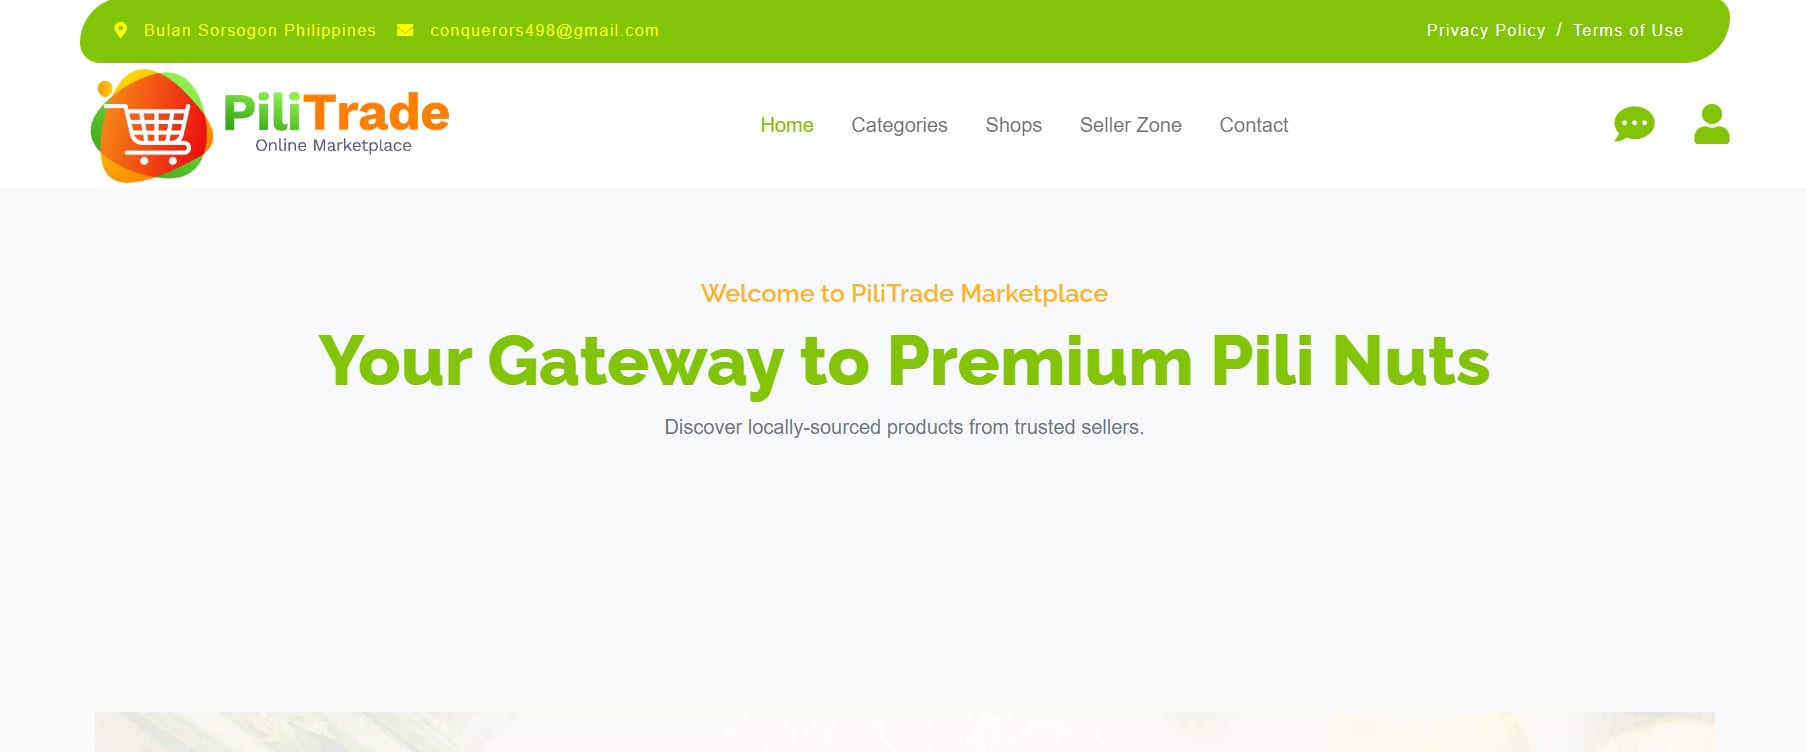 Bulan Sorsogon Philippines conquerors498@gmail.com Privacy Policy / Terms of Use
PiliTrade
Online Marketplace
Home Categories Shops Seller Zone Contact
Welcome to PiliTrade Marketplace
Your Gateway to Premium Pili Nuts
Discover locally-sourced products from trusted sellers.